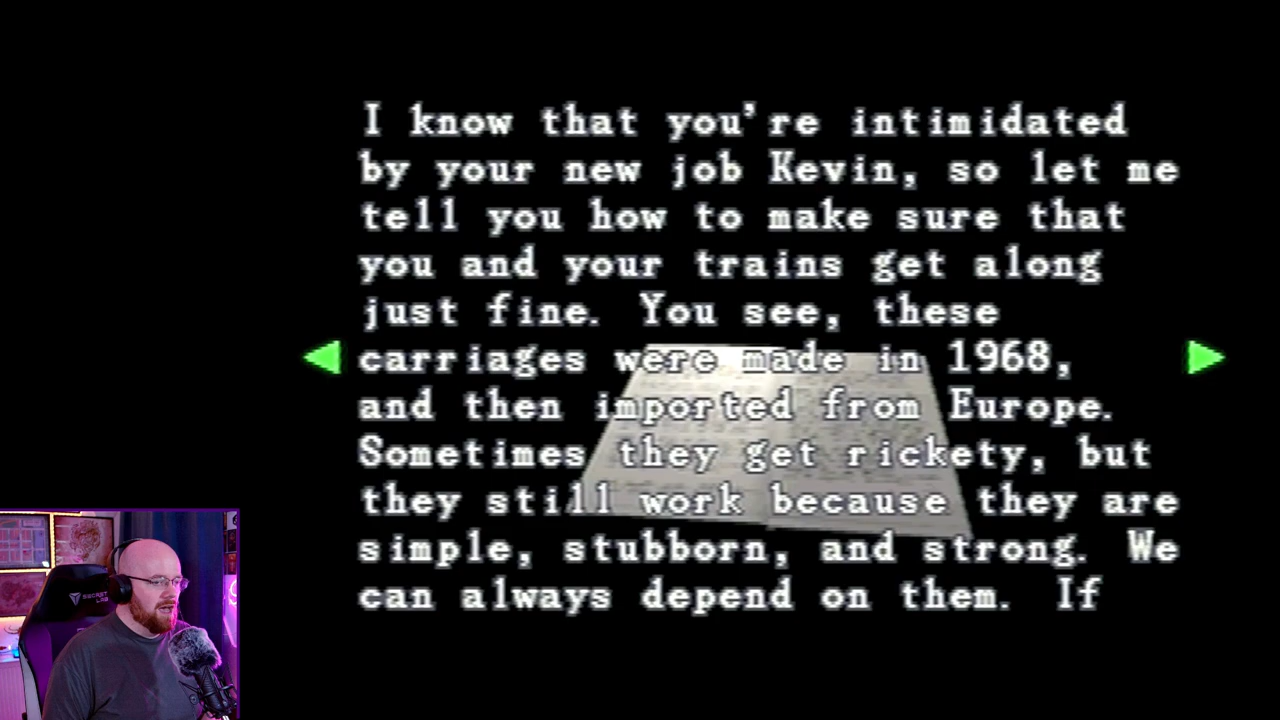 I know that you're intimidated
by your new job Kevin, so let me
tell you how to make sure that
you and your trains get along
just fine. You see, these
carriages were made in 1968,
and then imported from Europe.
Sometimes they get rickety, but
they still work because they are
simple, stubborn, and strong. We
can always depend on them. If
SECRET
LAB